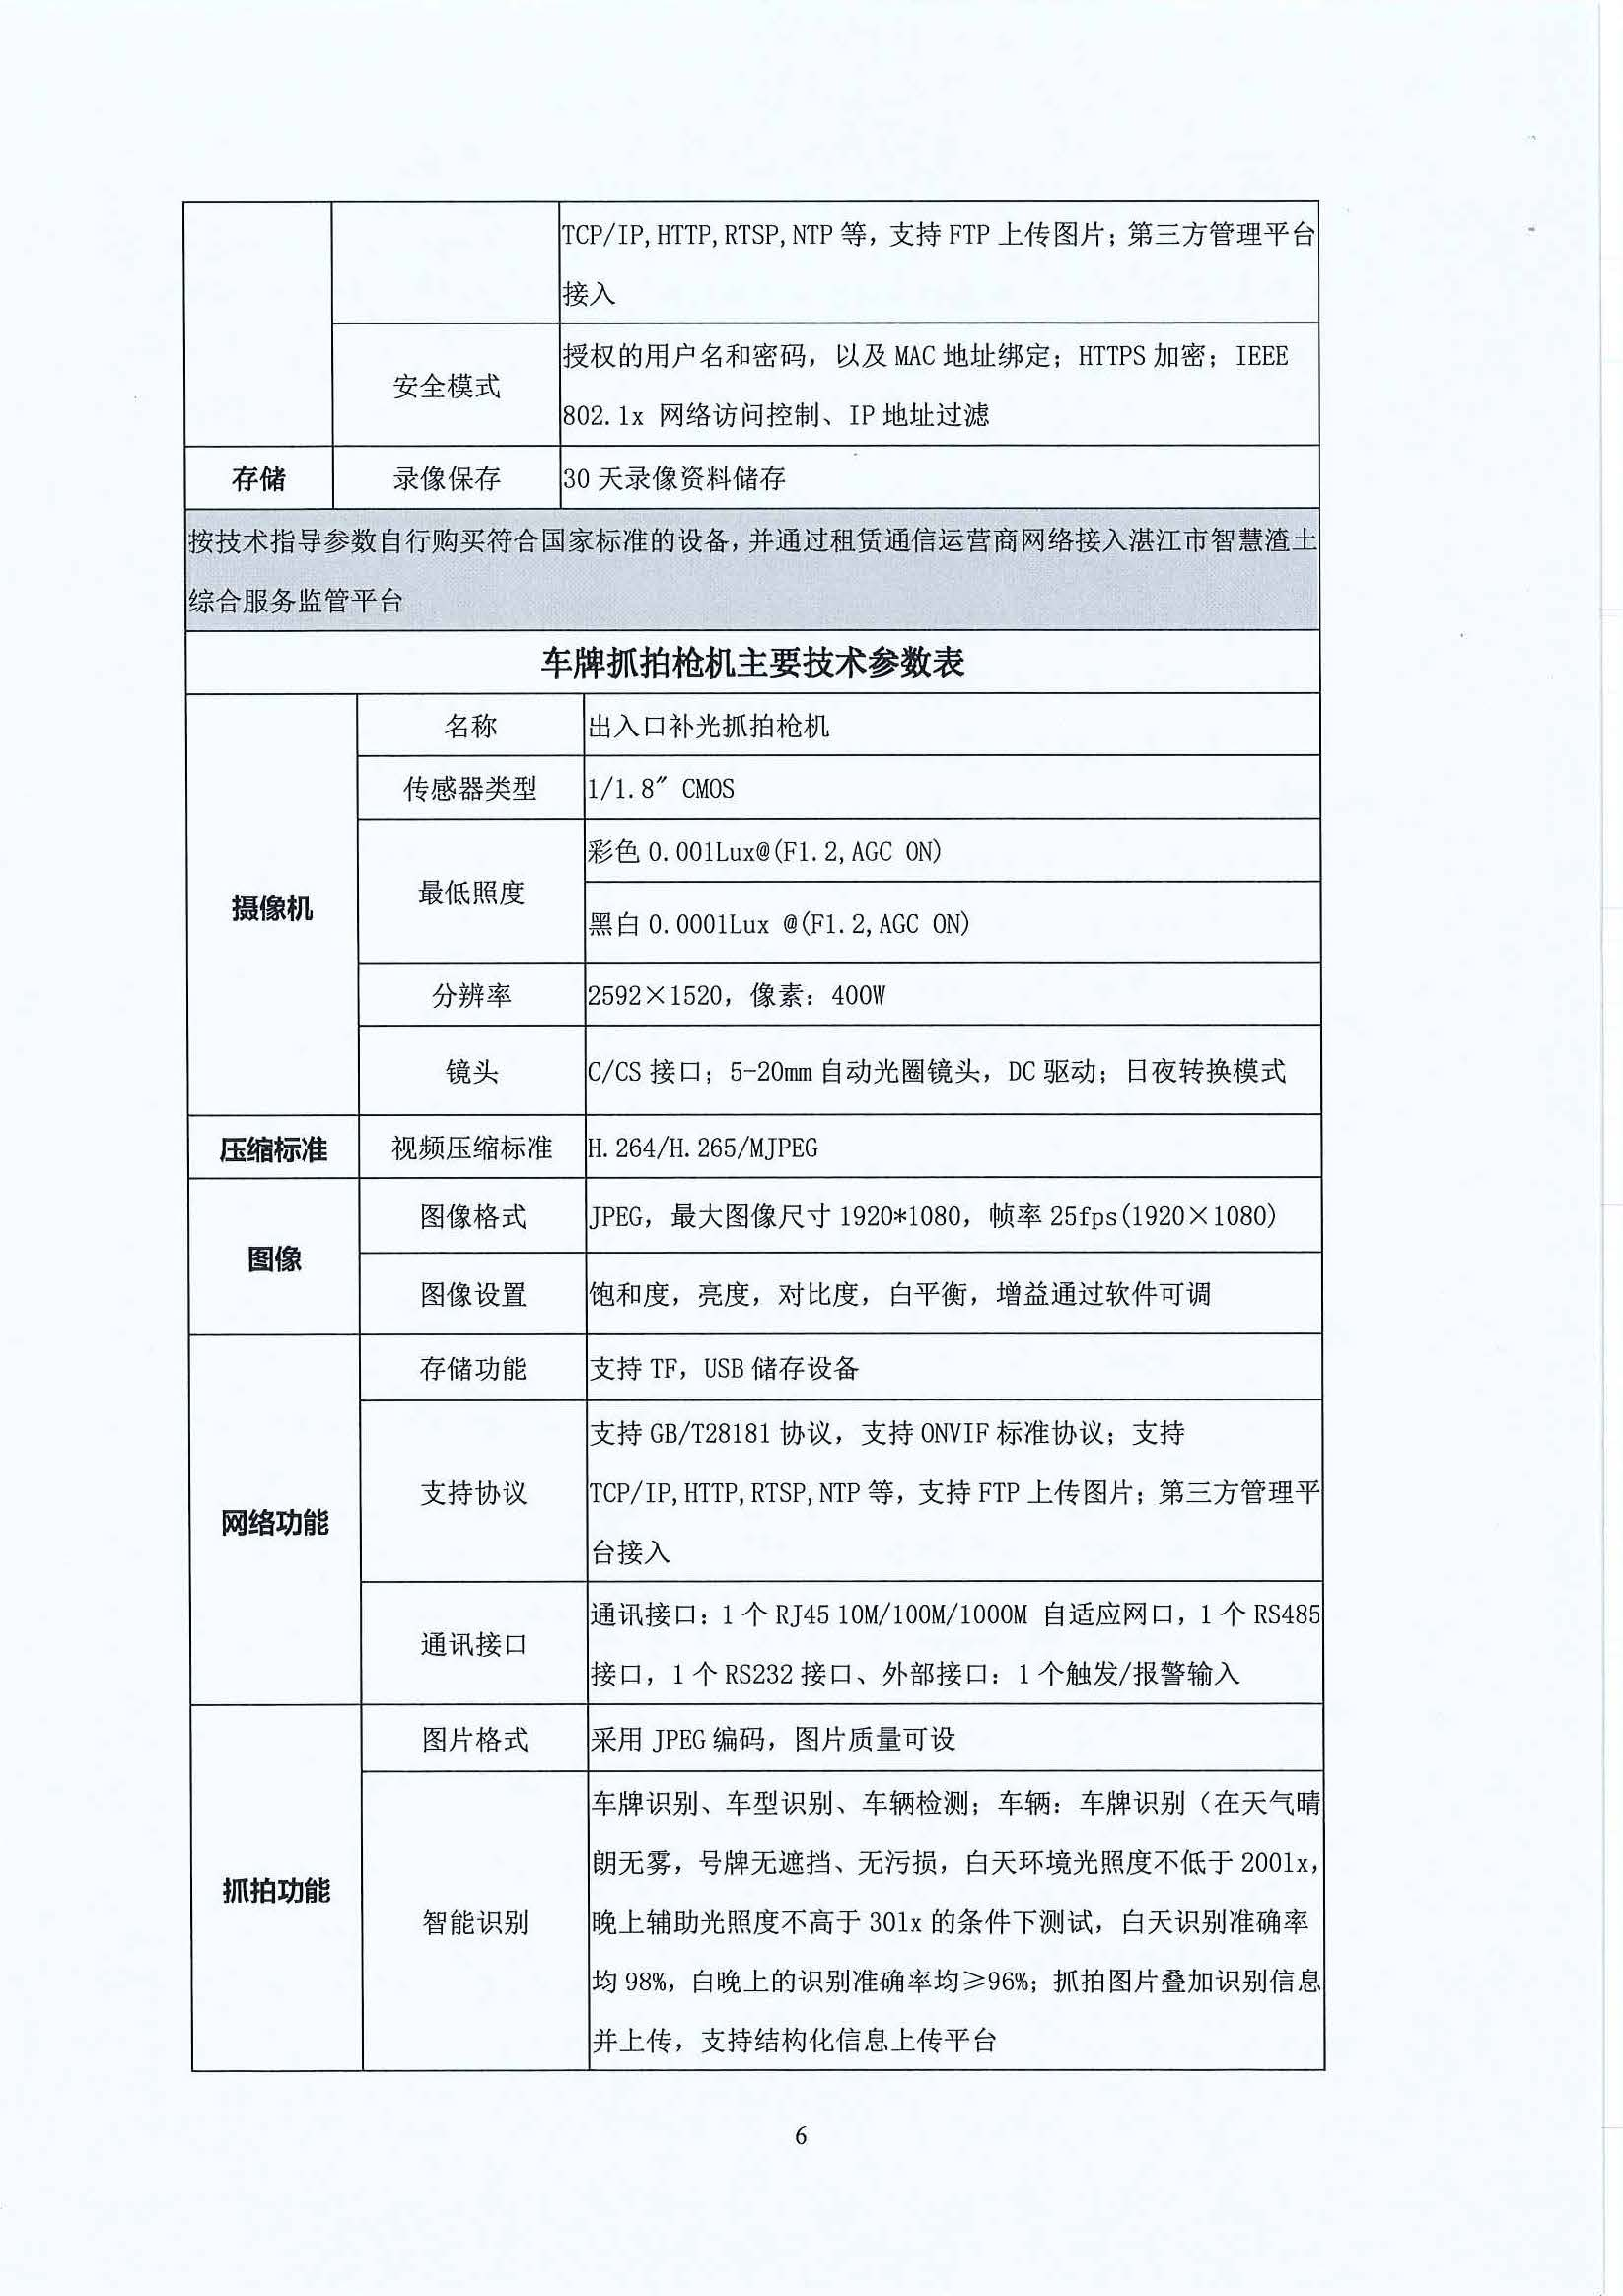 TCP/IP,HTTP,RTSP,NTP 等，支持 FTP 上传图片；第三方管理平台
接入
安全模式
授权的用户名和密码，以及 MAC 地址绑定；HTTPS 加密；IEEE
802.1x 网络访问控制、IP 地址过滤
存储
录像保存
30 天录像资料储存
按技术指导参数自行购买符合国家标准的设备,并通过租赁通信运营商网络接入湛江市智慧渣土
综合服务监管平台
车牌抓拍枪机主要技术参数表
摄像机
名称
出入口补光抓拍枪机
传感器类型
1/1.8″ CMOS
最低照度
彩色 0.001Lux@(F1.2,AGC ON)
黑白 0.0001Lux @(F1.2,AGC ON)
分辨率
2592×1520，像素：400W
镜头
C/CS 接口；5-20mm 自动光圈镜头，DC 驱动；日夜转换模式
压缩标准
视频压缩标准
H.264/H.265/MJPEG
图像
图像格式
JPEG，最大图像尺寸 1920*1080，帧率 25fps(1920×1080)
图像设置
饱和度，亮度，对比度，白平衡，增益通过软件可调
网络功能
存储功能
支持 TF，USB 储存设备
支持协议
支持 GB/T28181 协议，支持 ONVIF 标准协议；支持
TCP/IP,HTTP,RTSP,NTP 等，支持 FTP 上传图片；第三方管理平
台接入
通讯接口
通讯接口：1 个 RJ45 10M/100M/1000M 自适应网口，1 个 RS485
接口，1 个 RS232 接口、外部接口：1 个触发/报警输入
抓拍功能
图片格式
采用 JPEG 编码，图片质量可设
智能识别
车牌识别、车型识别、车辆检测；车辆：车牌识别（在天气晴
朗无雾，号牌无遮挡、无污损，白天环境光照度不低于 200lx，
晚上辅助光照度不高于 30lx 的条件下测试，白天识别准确率
均 98%，白晚上的识别准确率均≥96%；抓拍图片叠加识别信息
并上传，支持结构化信息上传平台
6